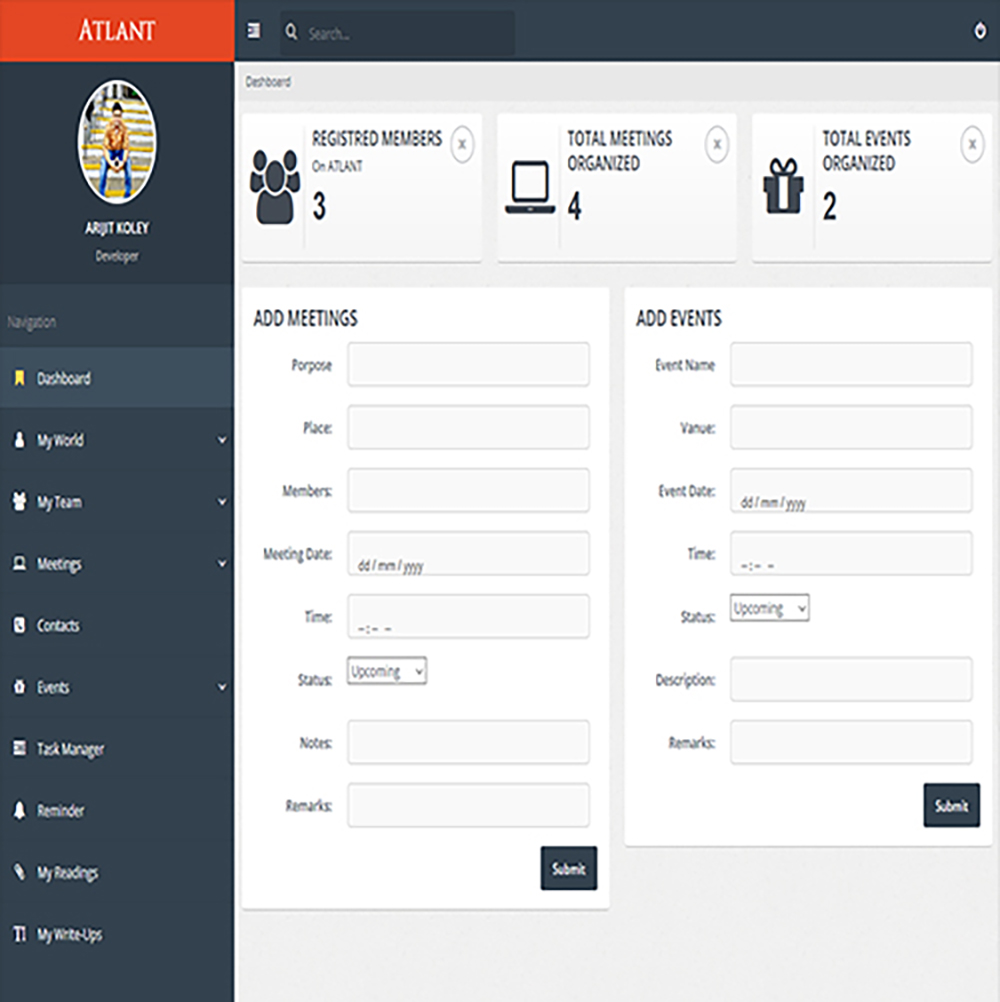 ATLANT
Search...
ARIJIT KOLEY
Developer
Navigation
Dashboard
My World
My Team
Meetings
Contacts
Events
Task Manager
Reminder
My Readings
My Write-Ups
Dashboard
REGISTRED MEMBERS
On ATLANT
3
x
TOTAL MEETINGS
ORGANIZED
4
x
TOTAL EVENTS
ORGANIZED
2
x
ADD MEETINGS
Porpose
Place:
Members:
Meeting Date:
dd / mm / yyyy
Time:
-- : -- --
Status:
Upcoming
Notes:
Remarks:
Submit
ADD EVENTS
Event Name
Vanue:
Event Date:
dd / mm / yyyy
Time:
-- : -- --
Status:
Upcoming
Description:
Remarks:
Submit